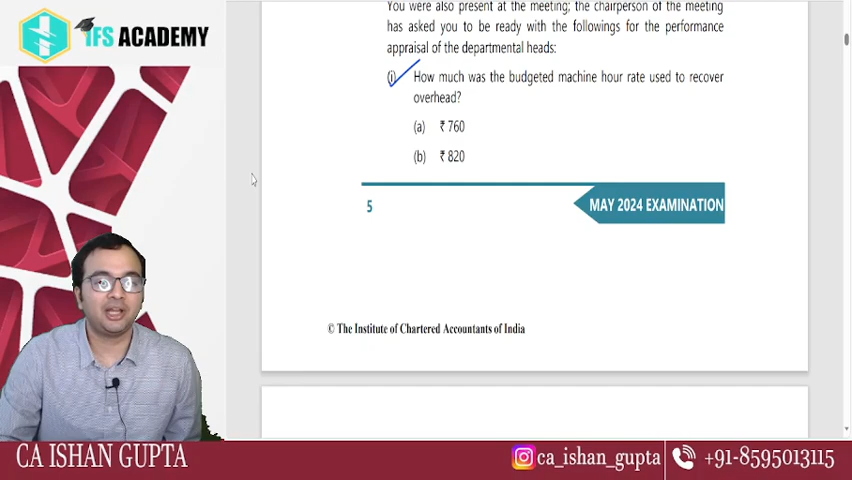 IFS ACADEMY
You were also present at the meeting; the chairperson of the meeting
has asked you to be ready with the followings for the performance
appraisal of the departmental heads:
(i) How much was the budgeted machine hour rate used to recover
overhead?
(a) ₹ 760
(b) ₹ 820
5
MAY 2024 EXAMINATION
© The Institute of Chartered Accountants of India
CA ISHAN GUPTA
ca_ishan_gupta
+91-8595013115